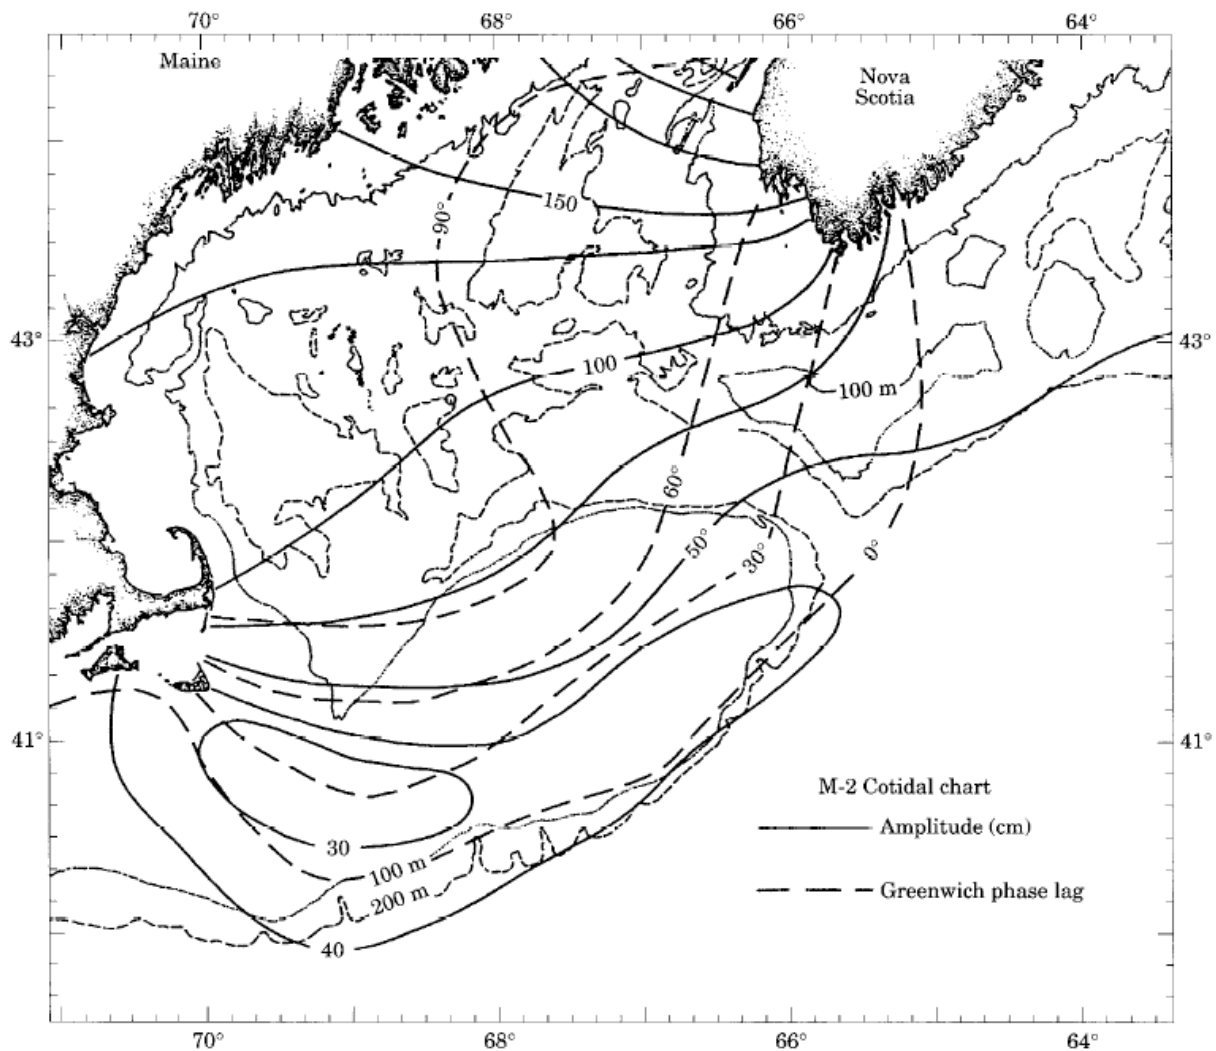 70° 68° 66° 64°
Maine
Nova
Scotia
150
90°
43° 43°
100
100 m
60°
50°
30°
0°
41° 41°
M-2 Cotidal chart
Amplitude (cm)
30
100 m
Greenwich phase lag
200 m
40
70° 68° 66° 64°